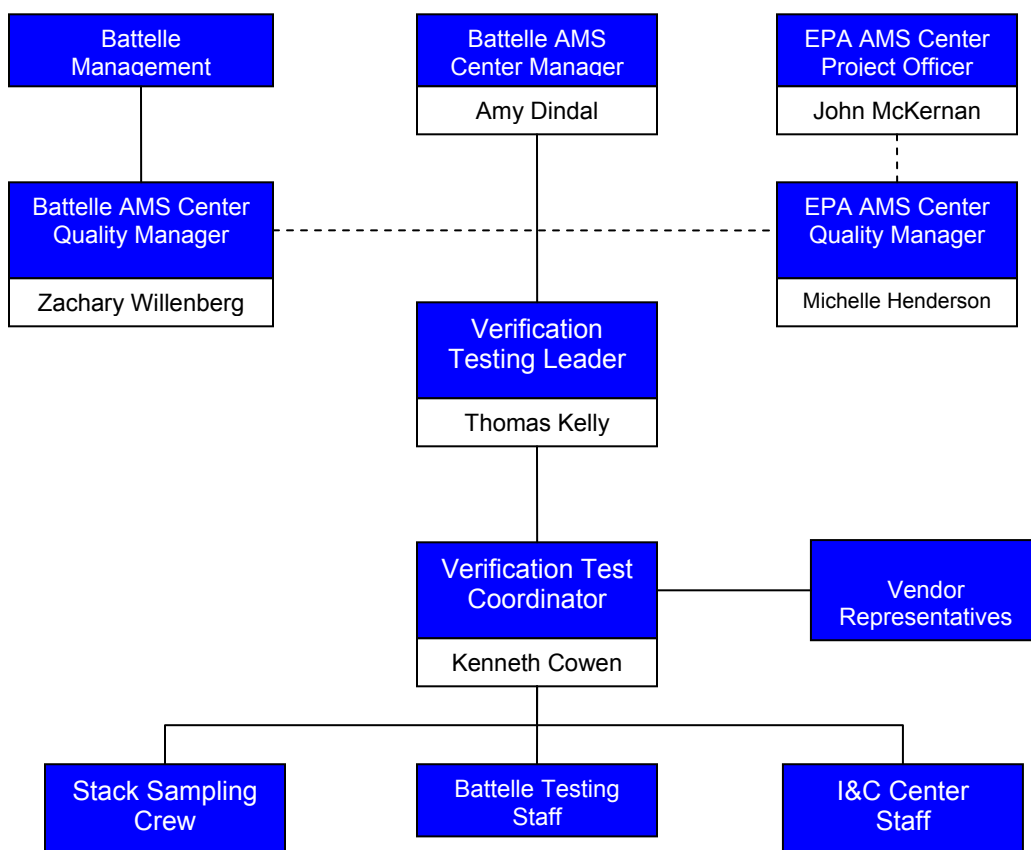 Battelle
Management
Battelle AMS
Center Manager
Amy Dindal
EPA AMS Center
Project Officer
John McKernan
Battelle AMS Center
Quality Manager
Zachary Willenberg
EPA AMS Center
Quality Manager
Michelle Henderson
Verification
Testing Leader
Thomas Kelly
Verification Test
Coordinator
Kenneth Cowen
Vendor
Representatives
Stack Sampling
Crew
Battelle Testing
Staff
I&C Center
Staff